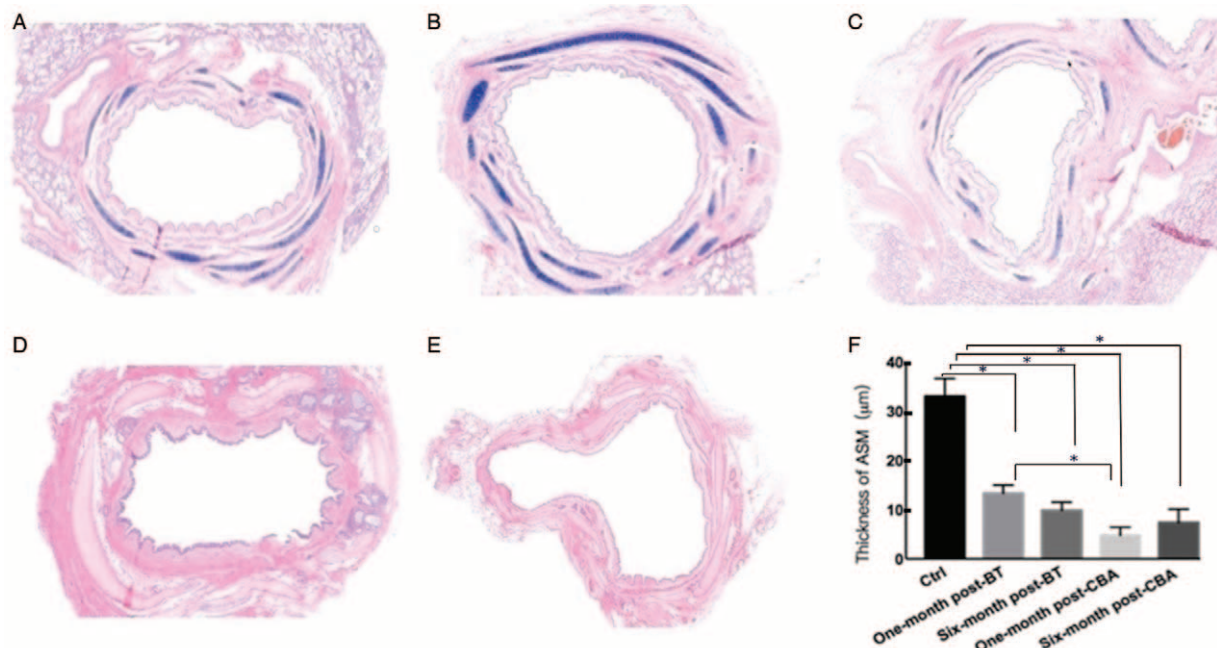 A
B
C
D
E
F
*
*
*
*
*
Thickness of ASM (μm)
40
30
20
10
0
Ctrl
One-month post-BT
Six-month post-BT
One-month post-CBA
Six-month post-CBA